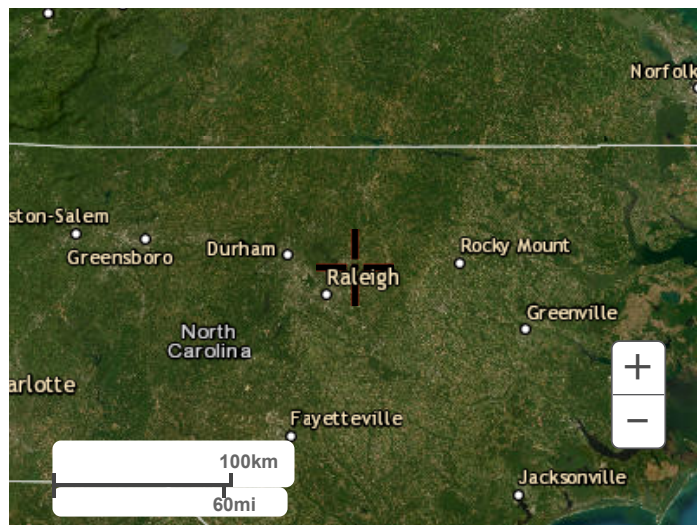 Norfolk
ston-Salem
Greensboro
Durham
Rocky Mount
Raleigh
Greenville
North
Carolina
arlotte
+
−
Fayetteville
100km
60mi
Jacksonville